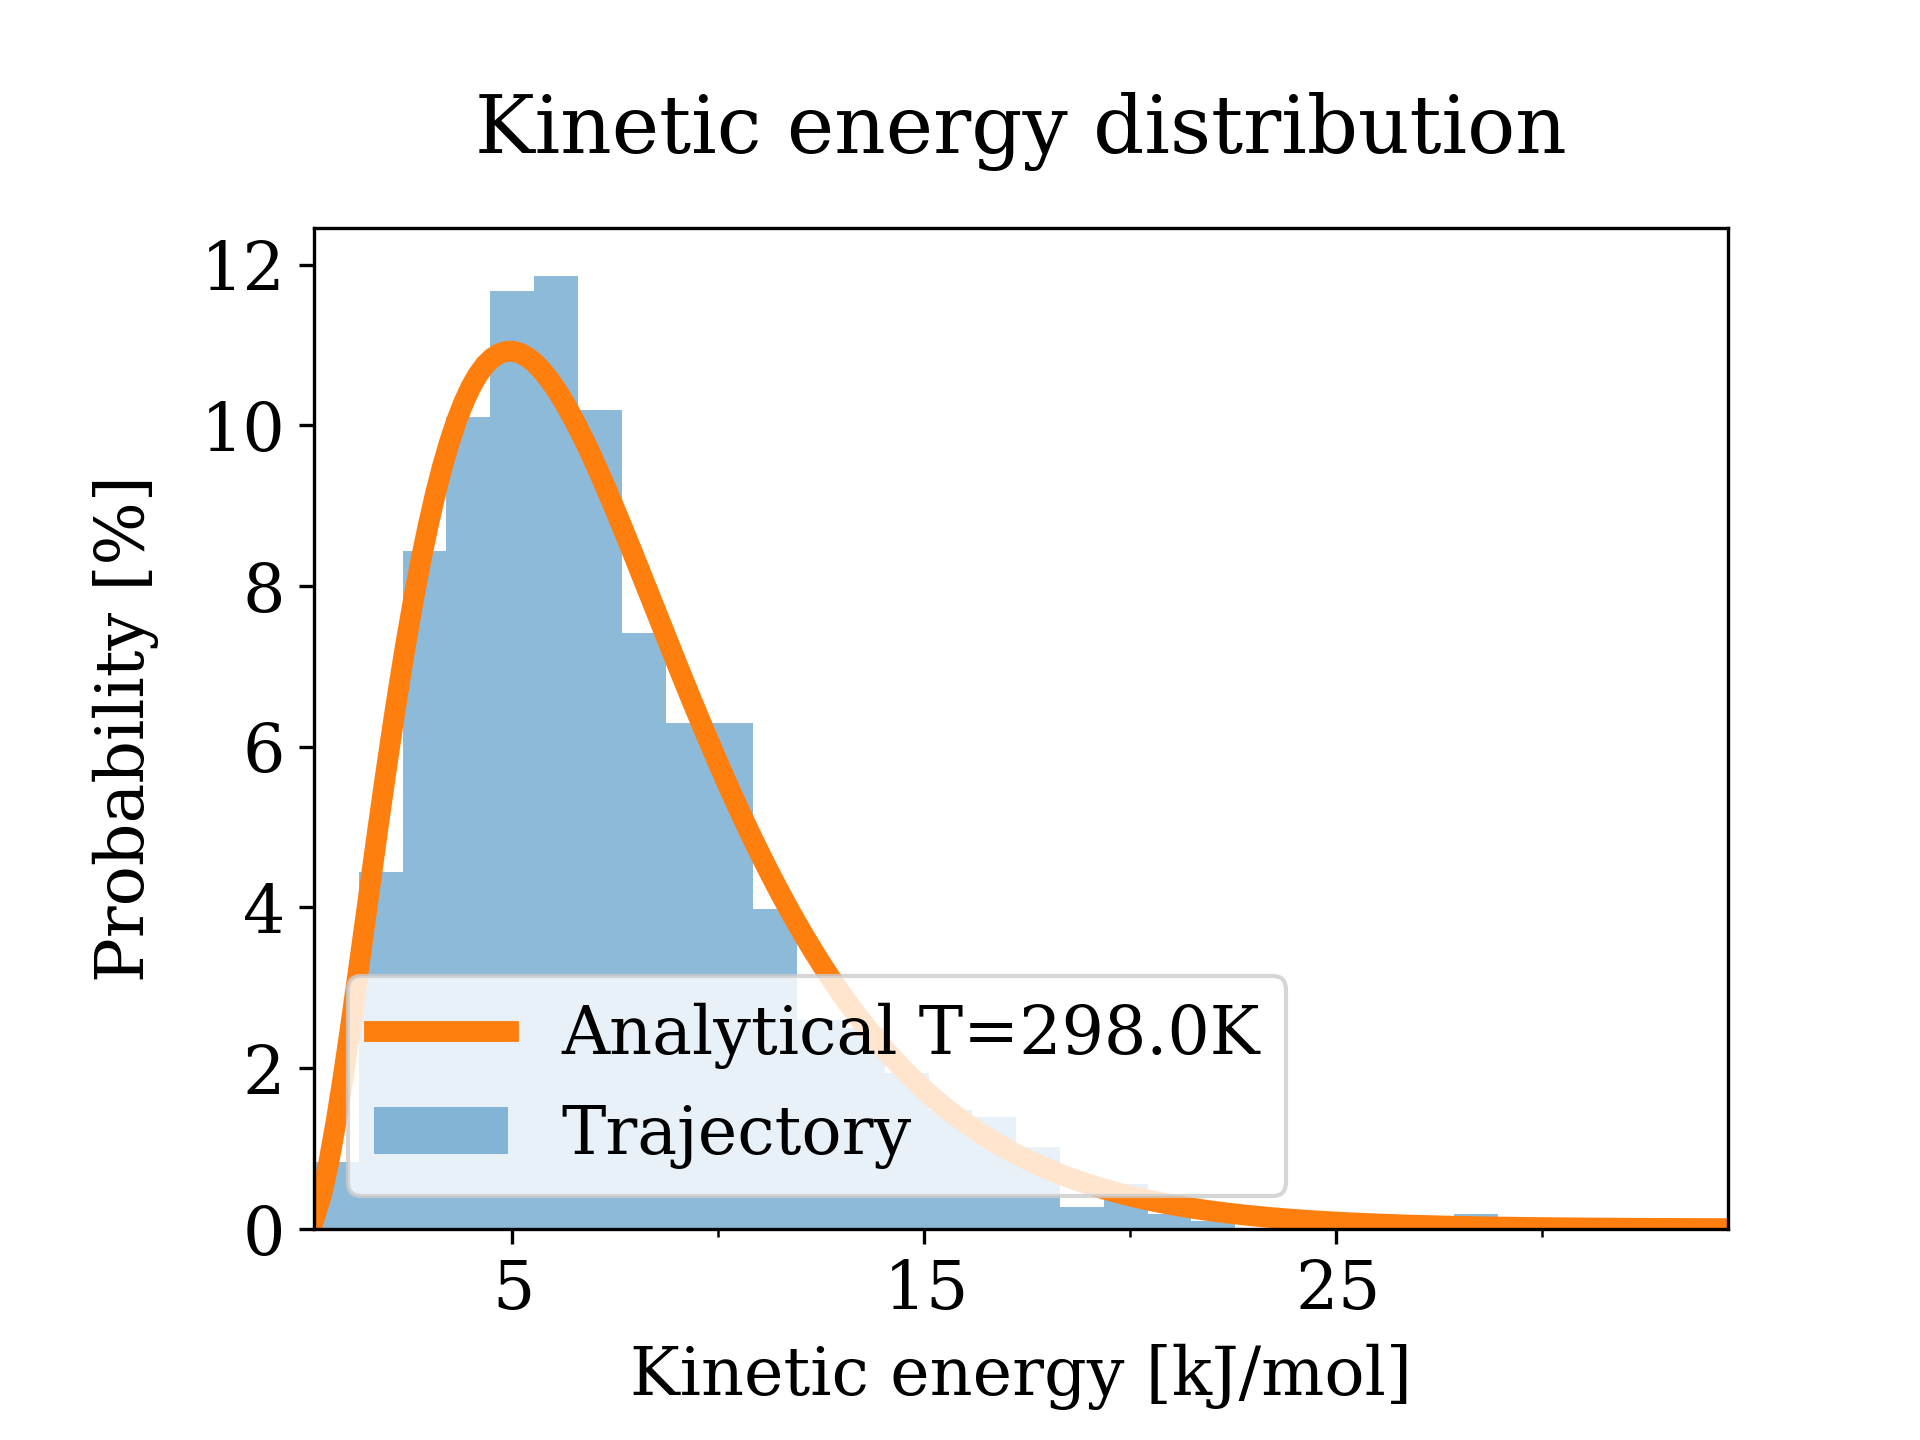 Kinetic energy distribution
12
10
8
6
4
2
0
Probability [%]
Analytical T=298.0K
Trajectory
5 15 25
Kinetic energy [kJ/mol]